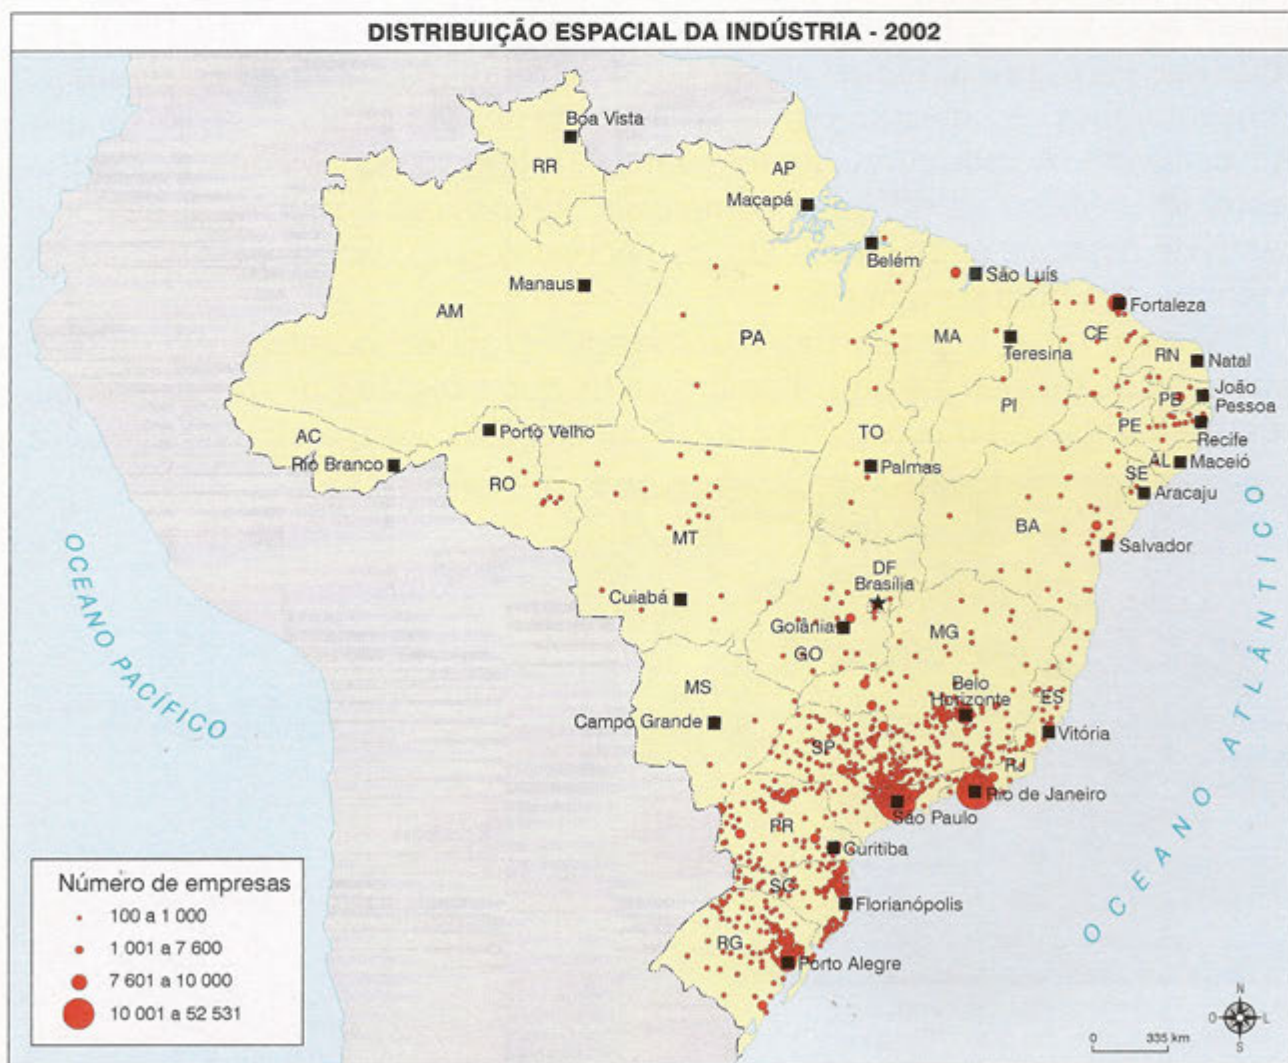 DISTRIBUIÇÃO ESPACIAL DA INDÚSTRIA - 2002
Boa Vista
RR
AP
Macapá
Belém
São Luís
Manaus
Fortaleza
AM
PA
MA
Teresina
CE
RN
Natal
João
Pessoa
PB
PI
PE
Recife
AC
Porto Velho
TO
Rio Branco
RO
Palmas
AL
Maceió
SE
Aracaju
BA
MT
Salvador
DF
Brasília
Cuiabá
Goiânia
MG
GO
MS
Belo
Horizonte
ES
Campo Grande
Vitória
SP
RJ
Rio de Janeiro
São Paulo
RR
Curitiba
SC
Florianópolis
RG
Porto Alegre
OCEANO PACÍFICO
OCEANO ATLÂNTICO
Número de empresas
100 a 1 000
1 001 a 7 600
7 601 a 10 000
10 001 a 52 531
N
O L
S
0 335 km